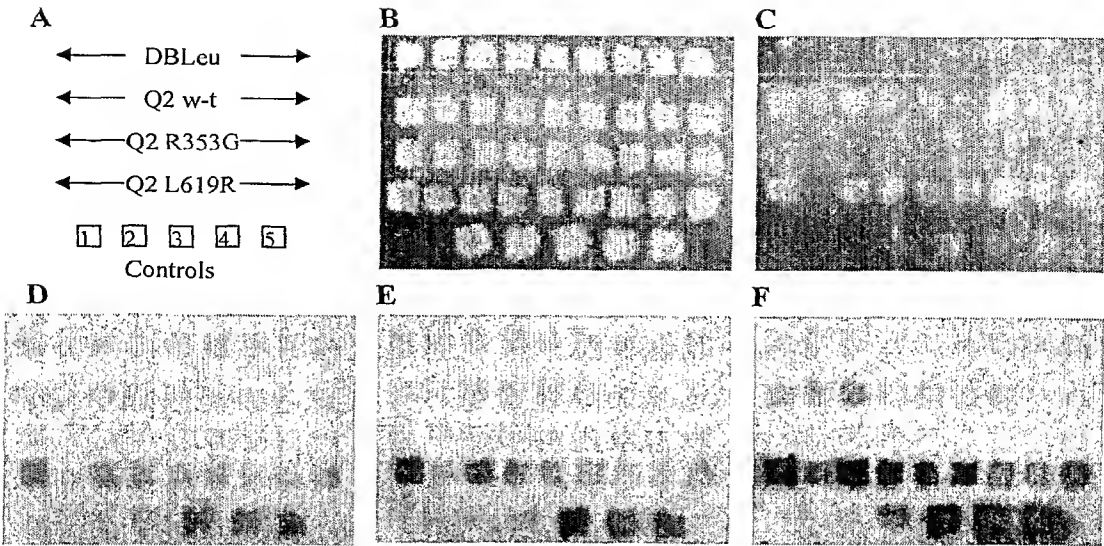 A
DBLeu
Q2 w-t
Q2 R353G
Q2 L619R
1 2 3 4 5
Controls
B
C
D
E
F